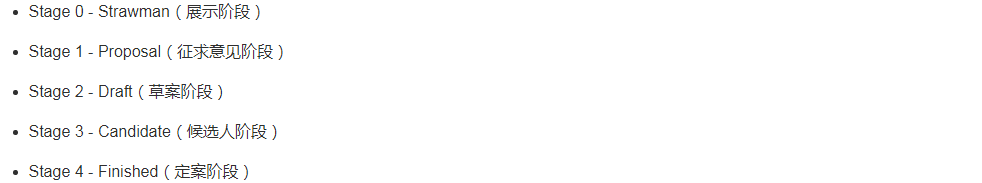 Stage 0 - Strawman（展示阶段）
Stage 1 - Proposal（征求意见阶段）
Stage 2 - Draft（草案阶段）
Stage 3 - Candidate（候选人阶段）
Stage 4 - Finished（定案阶段）